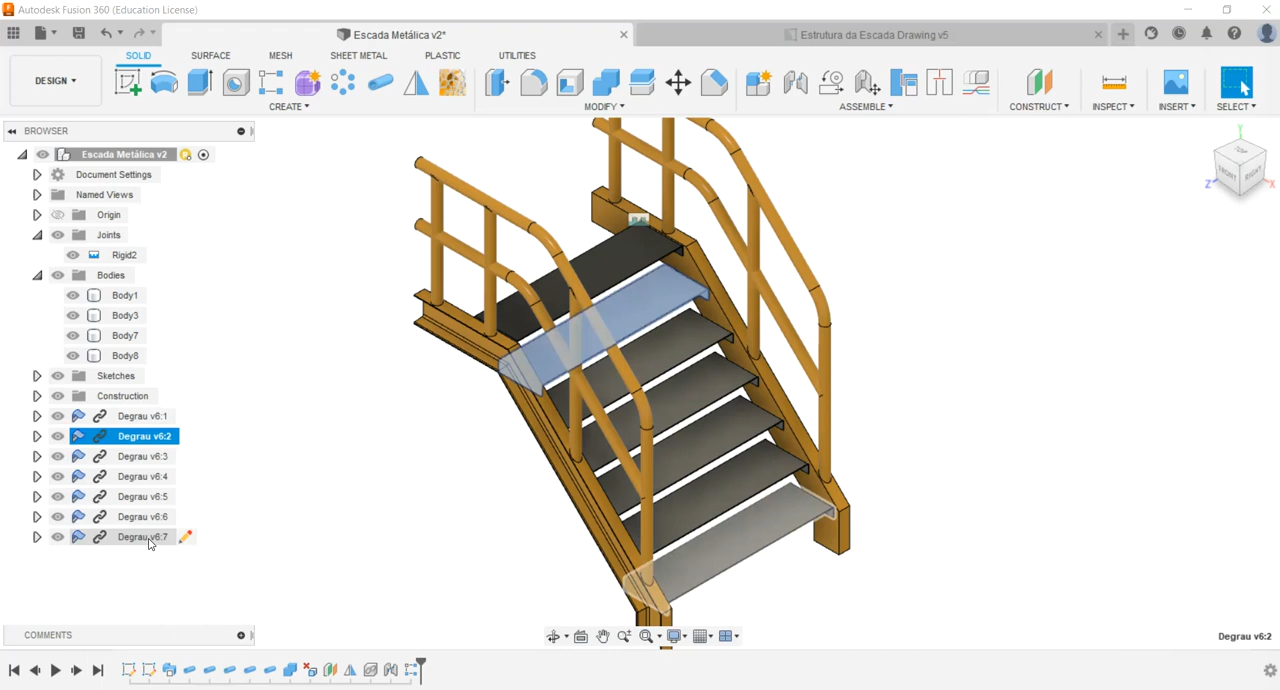 Autodesk Fusion 360 (Education License)
Escada Metálica v2*
Estrutura da Escada Drawing v5
SOLID SURFACE MESH SHEET METAL PLASTIC UTILITIES
DESIGN
CREATE MODIFY ASSEMBLE CONSTRUCT INSPECT INSERT SELECT
BROWSER
Escada Metálica v2
Document Settings
Named Views
Origin
Joints
Rigid2
Bodies
Body1
Body3
Body7
Body8
Sketches
Construction
Degrau v6:1
Degrau v6:2
Degrau v6:3
Degrau v6:4
Degrau v6:5
Degrau v6:6
Degrau v6:7
Y
TOP
FRONT
RIGHT
Z
X
COMMENTS
Degrau v6:2